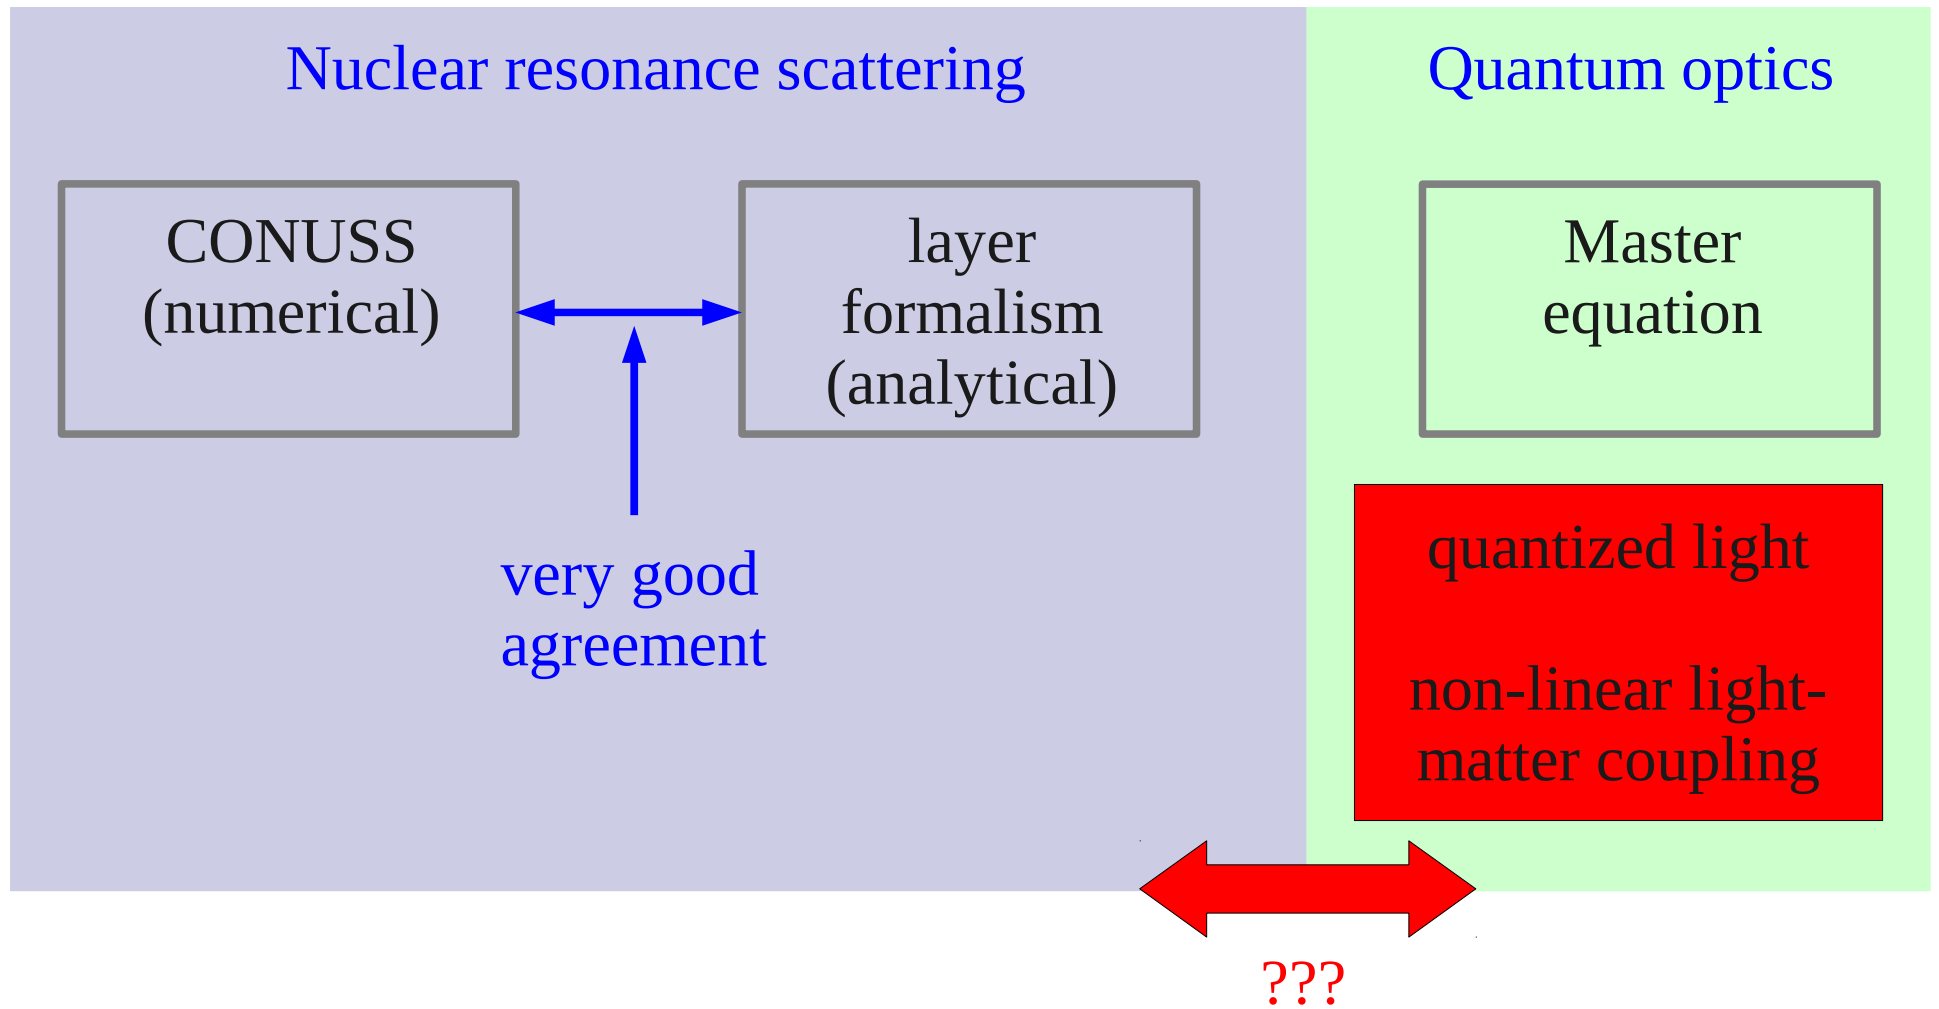 Nuclear resonance scattering
Quantum optics
CONUSS
(numerical)
layer
formalism
(analytical)
Master
equation
very good
agreement
quantized light
non-linear light-
matter coupling
???